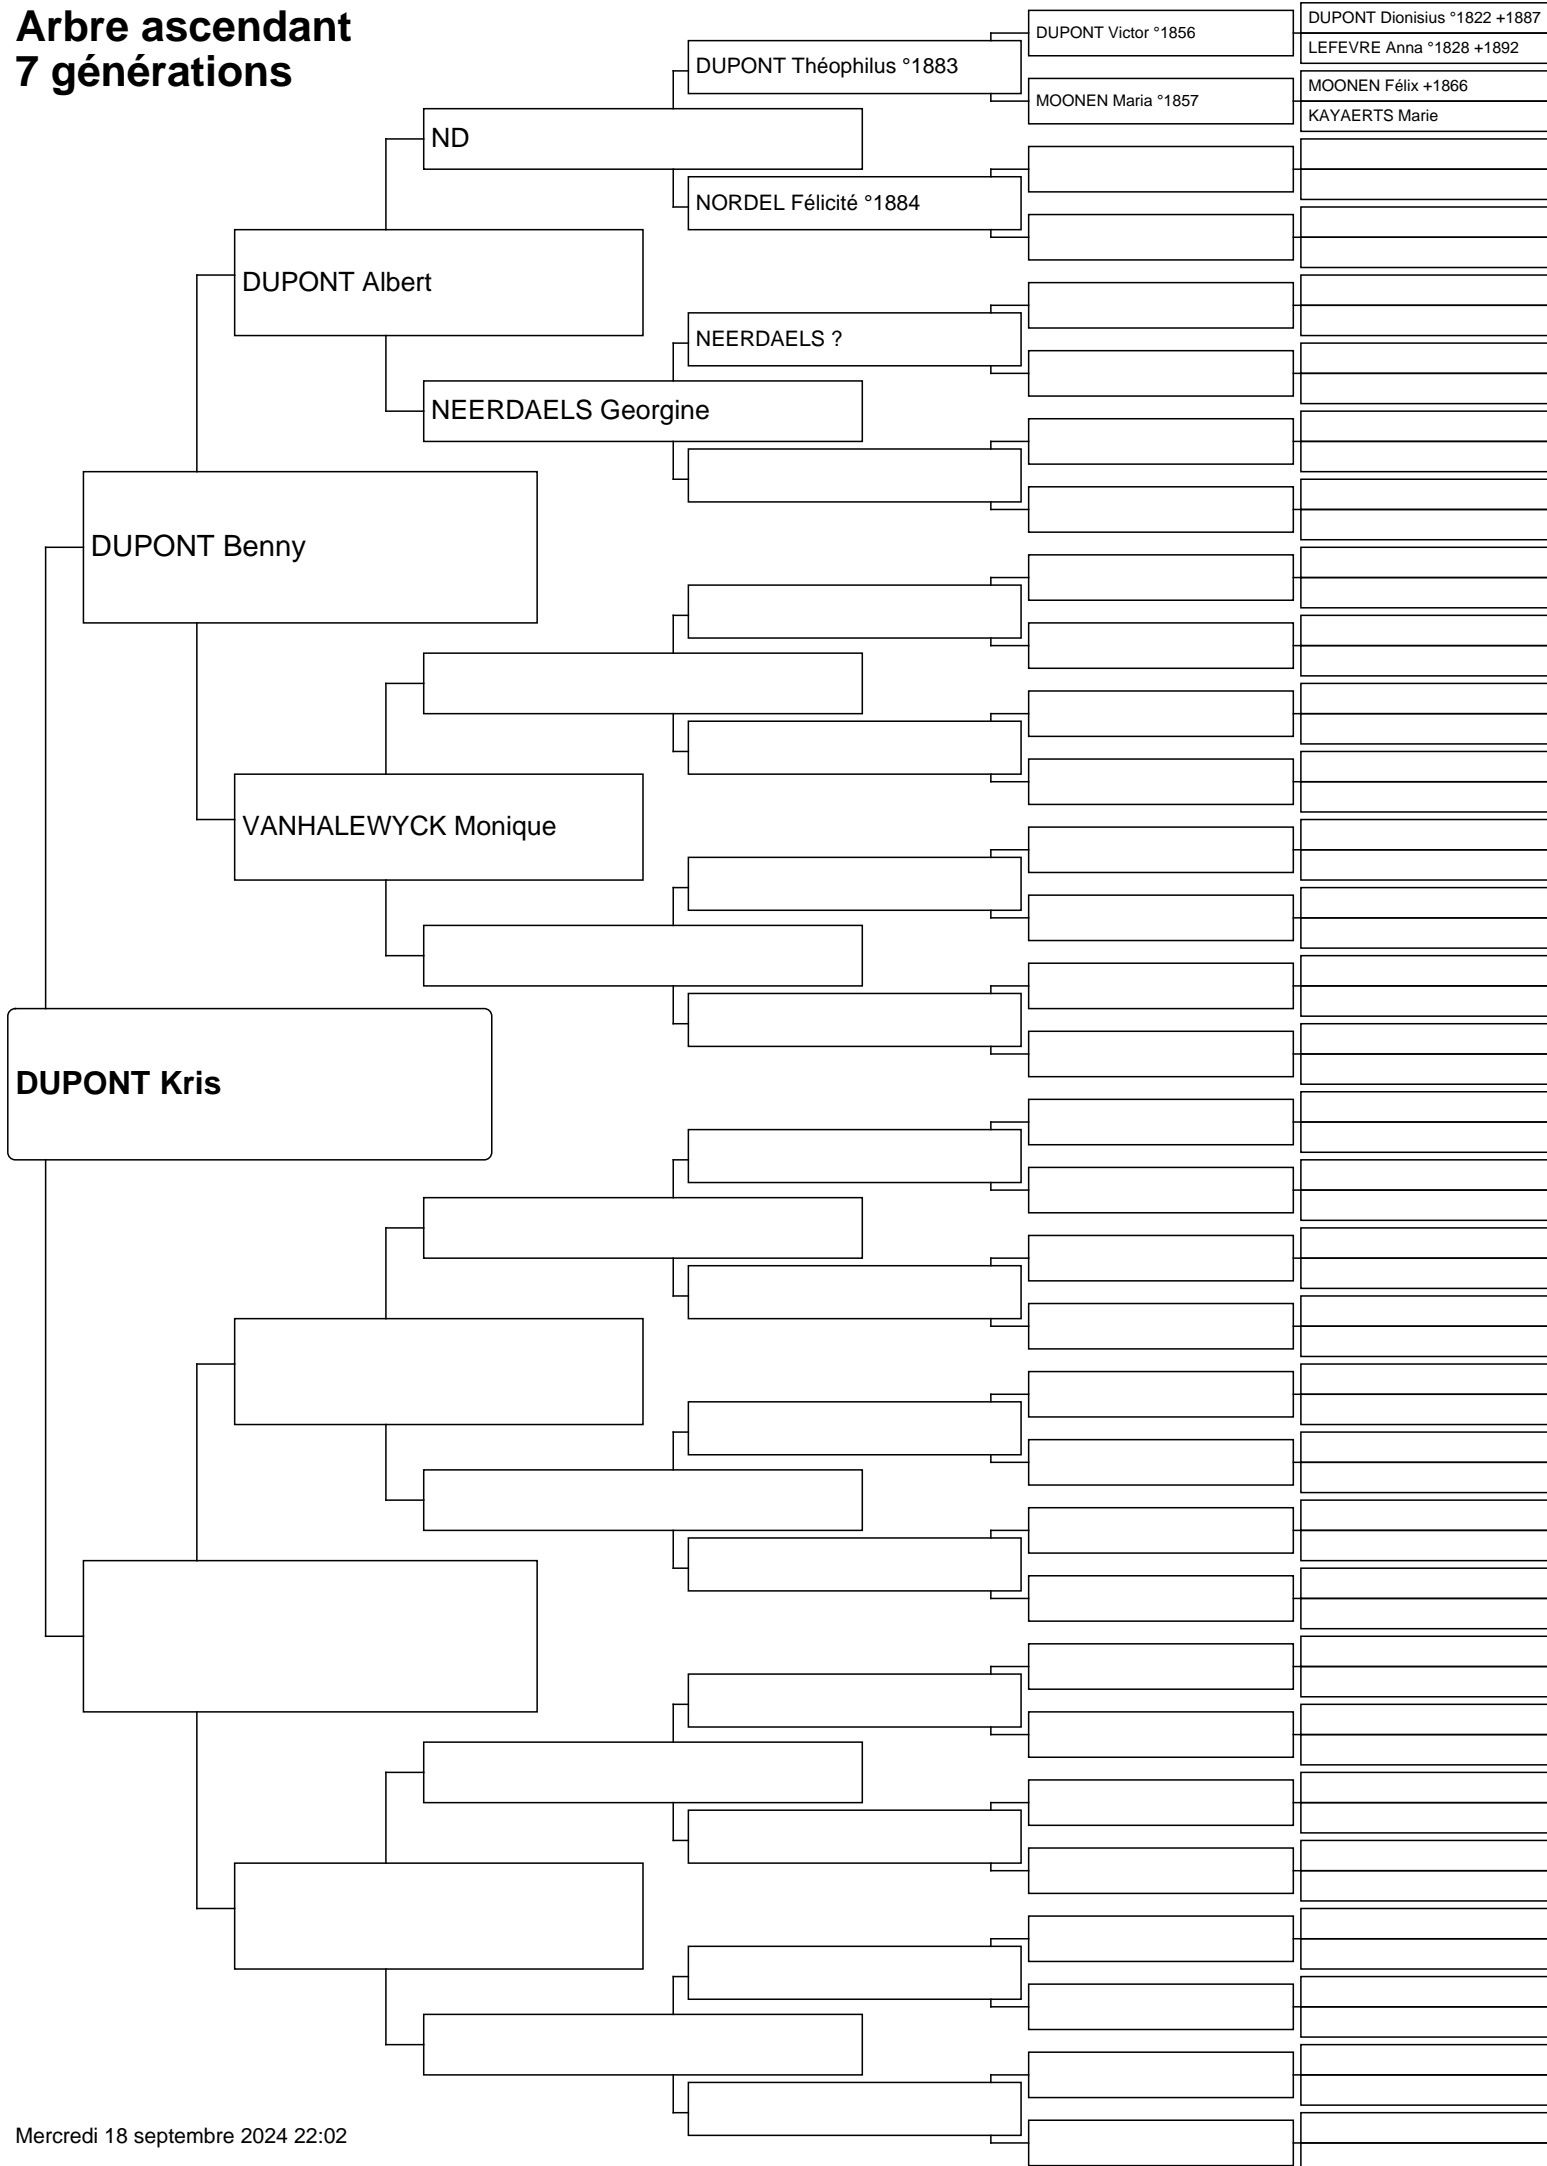 Arbre ascendant
7 générations
DUPONT Victor °1856
DUPONT Dionisius °1822 +1887
LEFEVRE Anna °1828 +1892
DUPONT Théophilus °1883
MOONEN Maria °1857
MOONEN Félix +1866
KAYAERTS Marie
ND
NORDEL Félicité °1884
DUPONT Albert
NEERDAELS ?
NEERDAELS Georgine
DUPONT Benny
VANHALEWYCK Monique
DUPONT Kris
Mercredi 18 septembre 2024 22:02